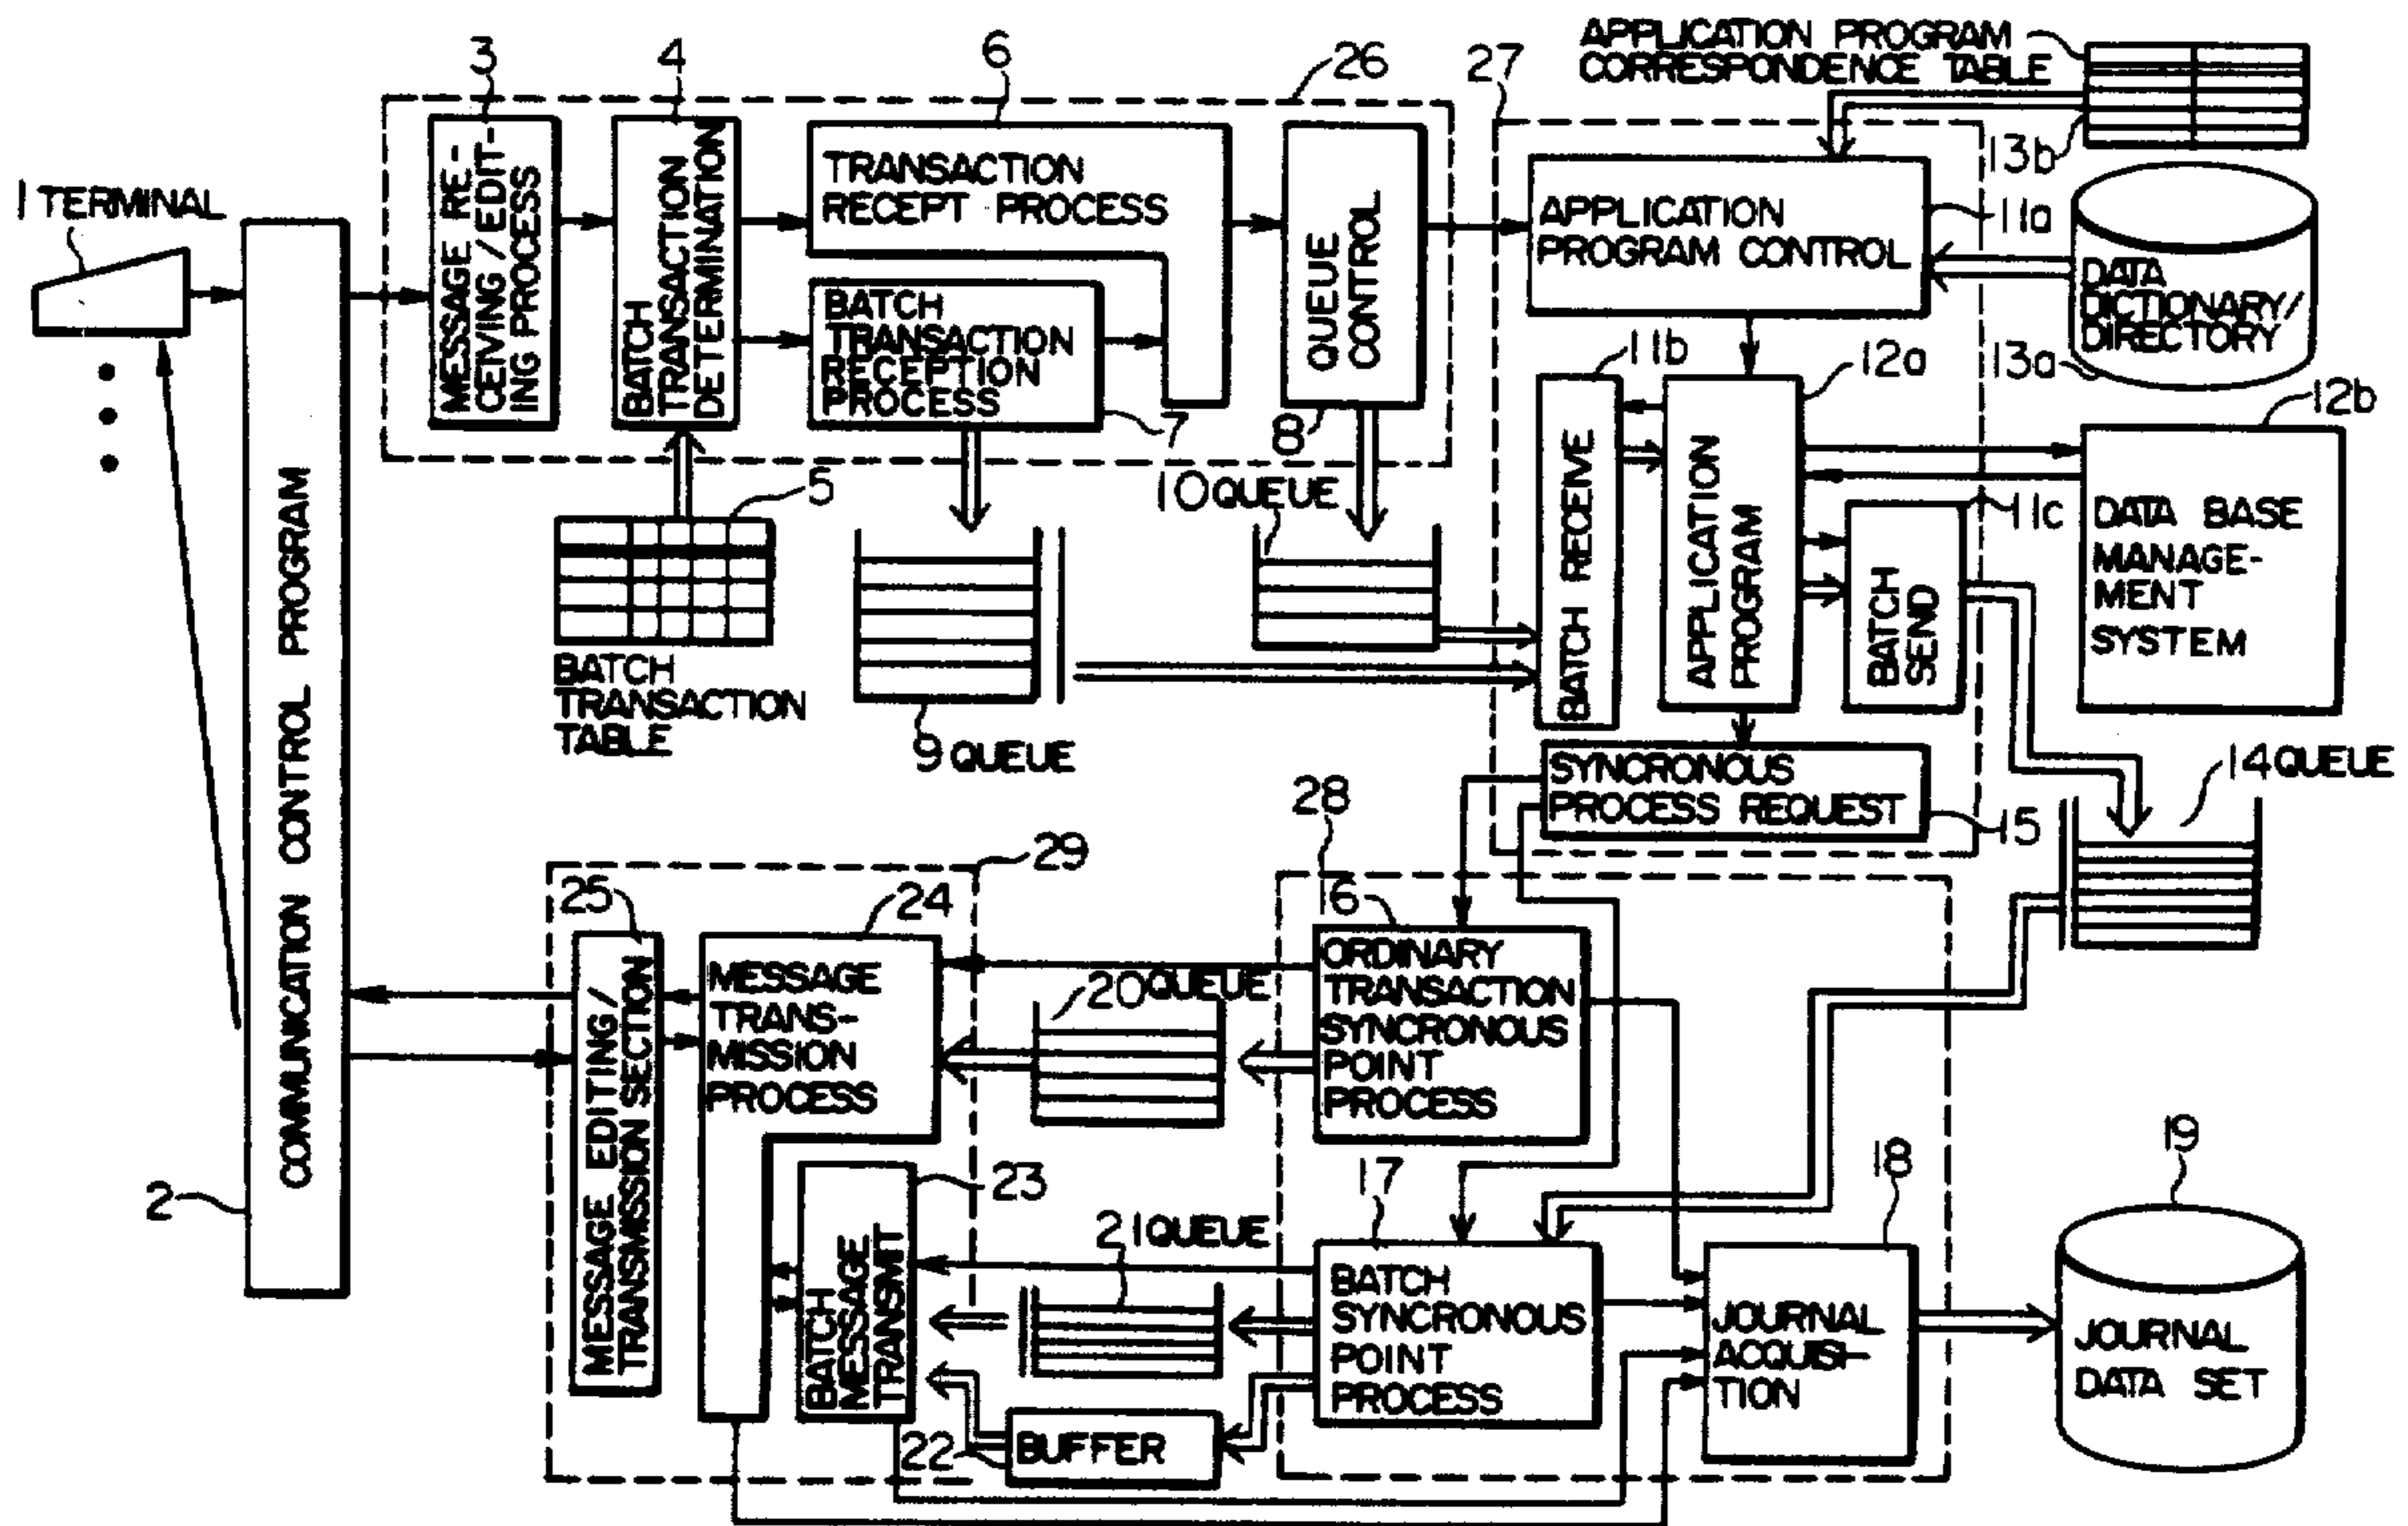 APPLICATION PROGRAM
CORRESPONDENCE TABLE
3
4
6
26
27
13b
1 TERMINAL
MESSAGE RE-
CEIVING/EDIT-
ING PROCESS
BATCH
TRANSACTION
DETERMINATION
TRANSACTION
RECEPT PROCESS
BATCH
TRANSACTION
RECEPTION
PROCESS
7
QUEUE
CONTROL
8
APPLICATION
PROGRAM CONTROL
11a
DATA
DICTIONARY/
DIRECTORY
13a
5
BATCH
TRANSACTION
TABLE
9 QUEUE
10 QUEUE
11b
BATCH RECEIVE
12a
APPLICATION
PROGRAM
11c
BATCH
SEND
12b
DATA BASE
MANAGE-
MENT
SYSTEM
SYNCRONOUS
PROCESS REQUEST
15
14 QUEUE
COMMUNICATION CONTROL PROGRAM
2
29
28
25
MESSAGE EDITING/
TRANSMISSION SECTION
24
MESSAGE
TRANS-
MISSION
PROCESS
20 QUEUE
16
ORDINARY
TRANSACTION
SYNCRONOUS
POINT
PROCESS
23
BATCH
MESSAGE
TRANSMIT
21 QUEUE
22
BUFFER
17
BATCH
SYNCRONOUS
POINT
PROCESS
18
JOURNAL
ACQUISI-
TION
19
JOURNAL
DATA SET